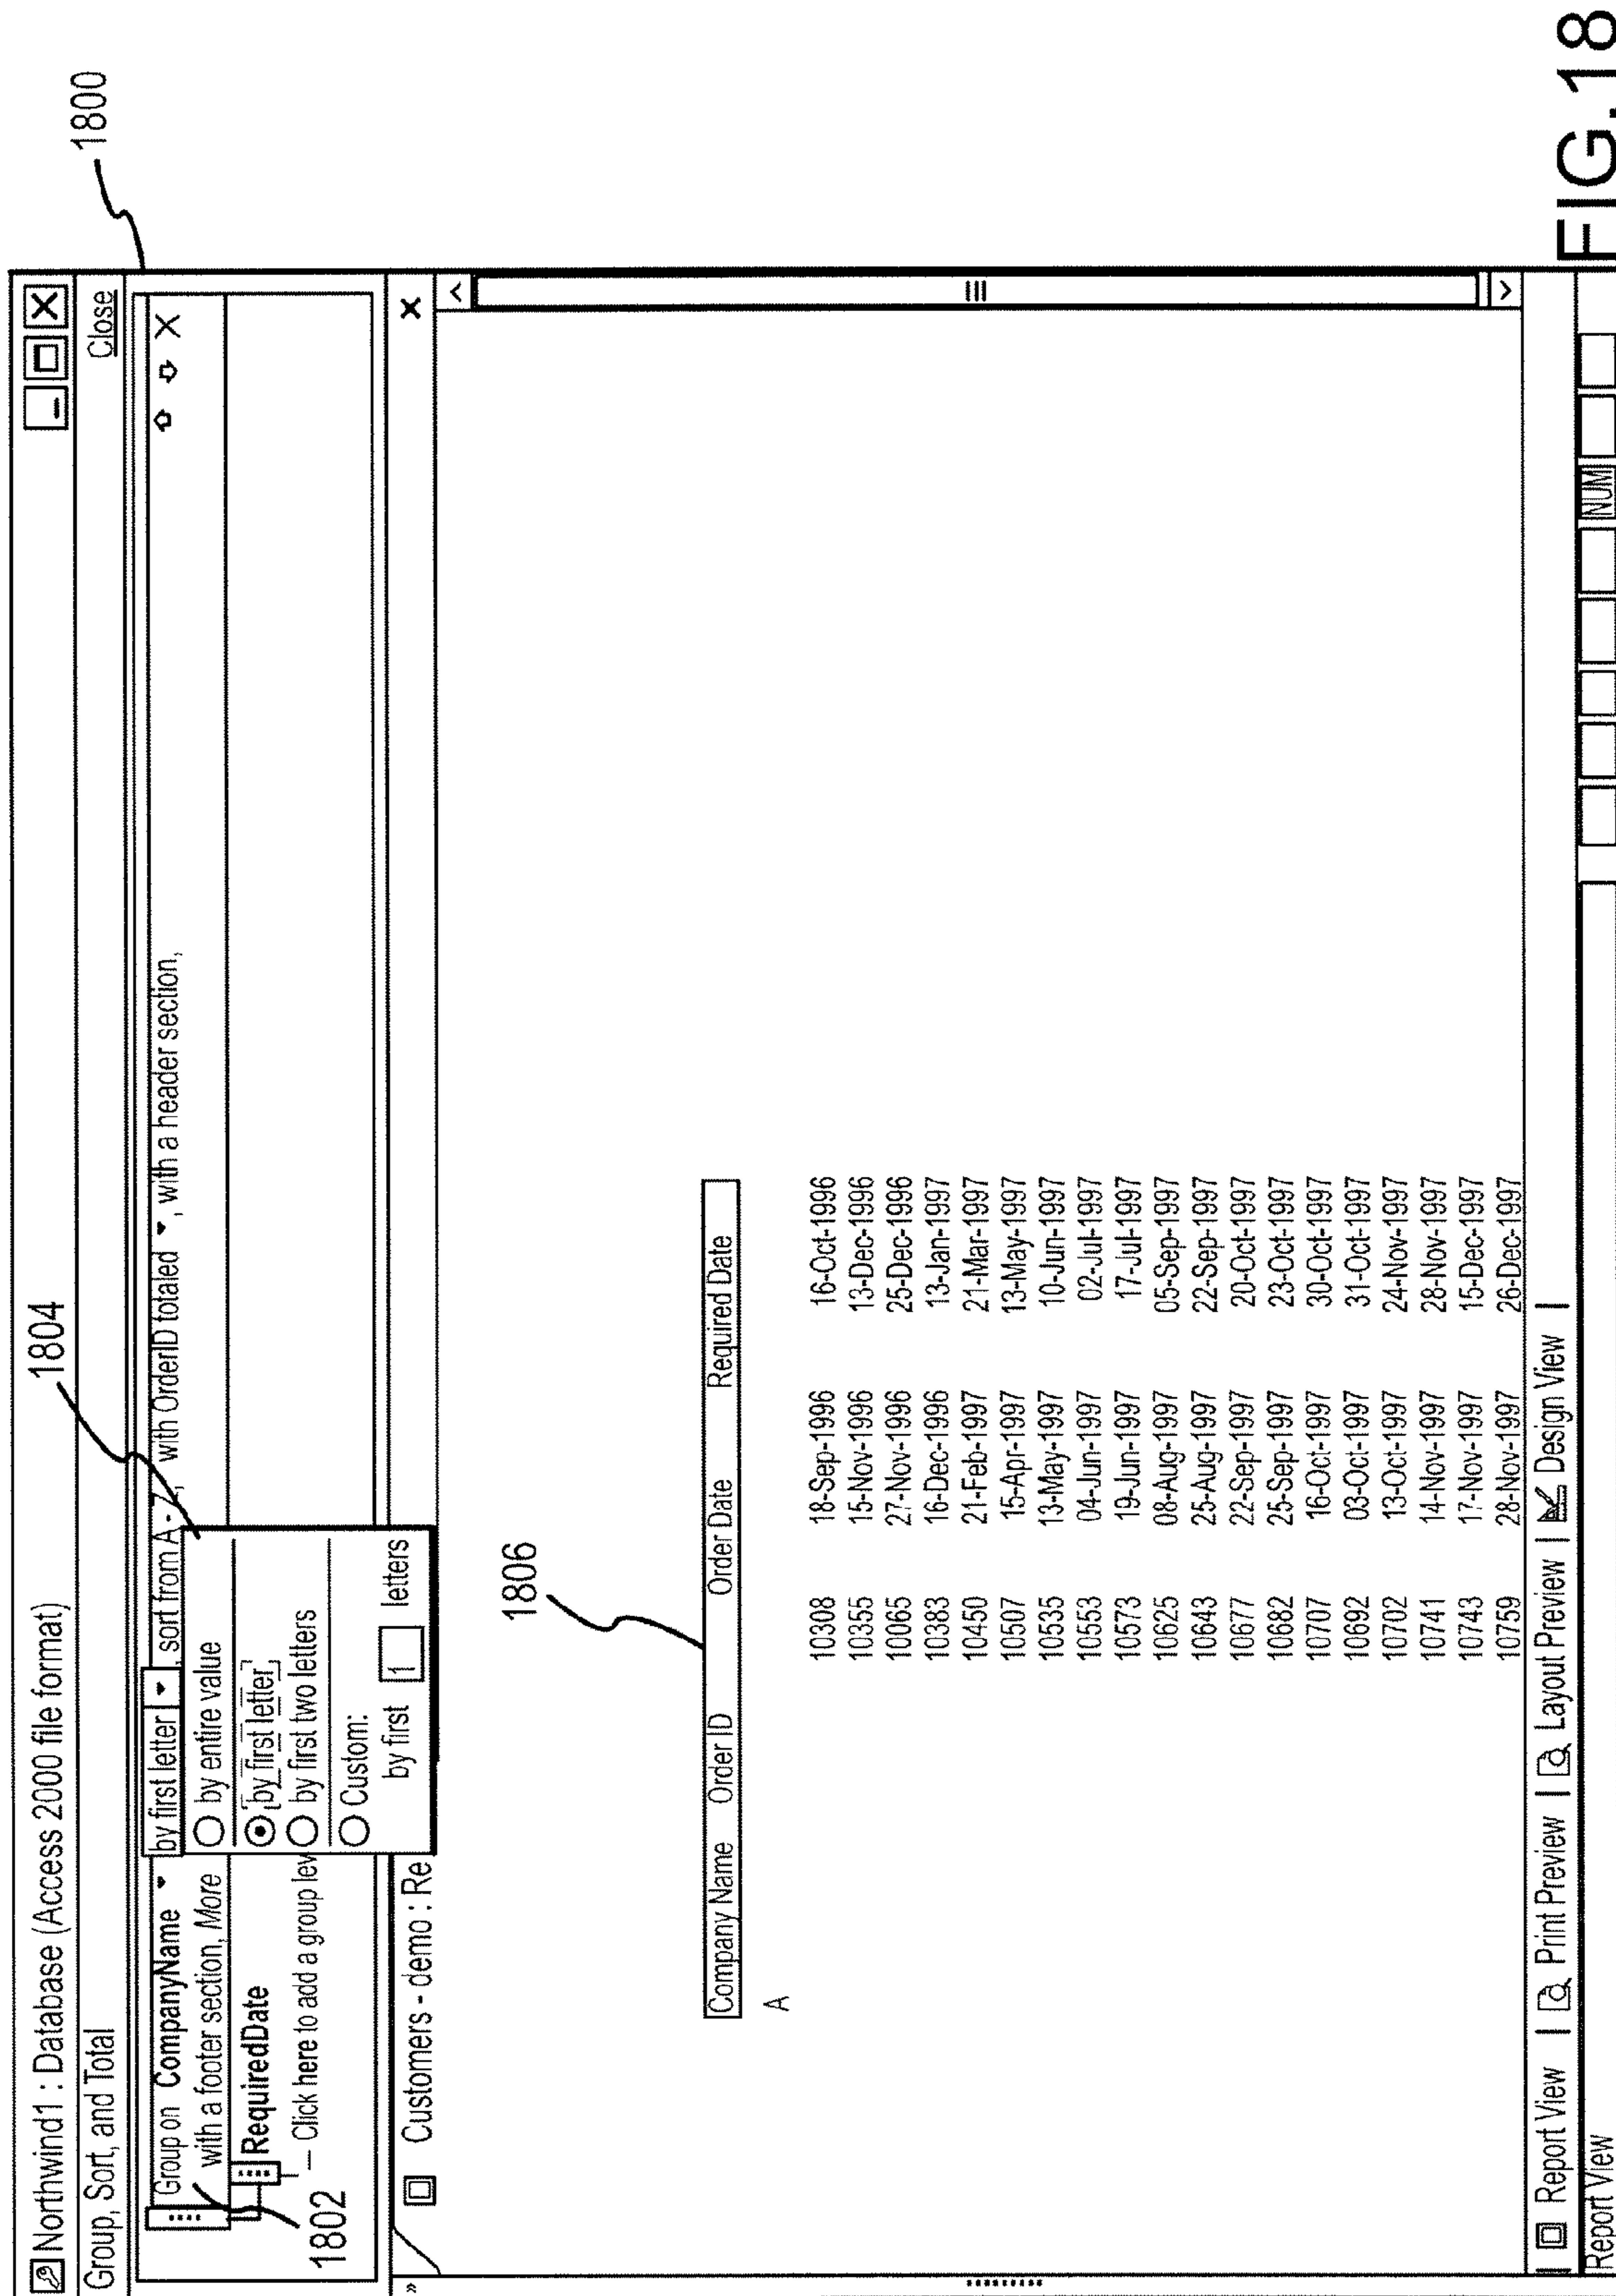 1800
Northwind1 : Database (Access 2000 file format)
Close
Group, Sort, and Total
1804
Group on CompanyName by first letter , sort from A - Z, with OrderID totaled , with a header section,
with a footer section, More
by entire value
by first letter
by first two letters
Custom:
by first 1 letters
RequiredDate
Click here to add a group lev
1802
Customers - demo : Re
1806
Company Name Order ID Order Date Required Date
A
10308 18-Sep-1996 16-Oct-1996
10355 15-Nov-1996 13-Dec-1996
10065 27-Nov-1996 25-Dec-1996
10383 16-Dec-1996 13-Jan-1997
10450 21-Feb-1997 21-Mar-1997
10507 15-Apr-1997 13-May-1997
10535 13-May-1997 10-Jun-1997
10553 04-Jun-1997 02-Jul-1997
10573 19-Jun-1997 17-Jul-1997
10625 08-Aug-1997 05-Sep-1997
10643 25-Aug-1997 22-Sep-1997
10677 22-Sep-1997 20-Oct-1997
10682 25-Sep-1997 23-Oct-1997
10707 16-Oct-1997 30-Oct-1997
10692 03-Oct-1997 31-Oct-1997
10702 13-Oct-1997 24-Nov-1997
10741 14-Nov-1997 28-Nov-1997
10743 17-Nov-1997 15-Dec-1997
10759 28-Nov-1997 26-Dec-1997
Report View | Print Preview | Layout Preview | Design View |
Report View NUM
FIG.18